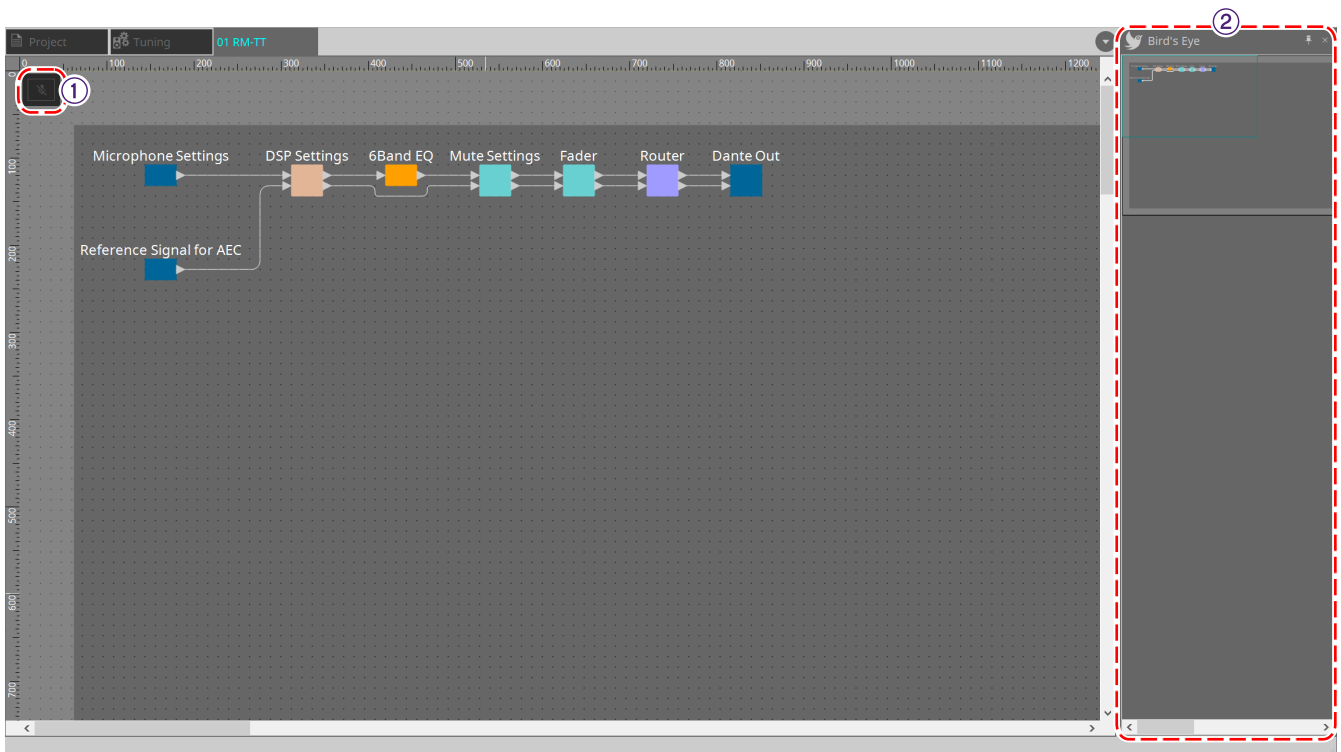 ②
Project
Tuning
01 RM-TT
Bird's Eye
0 100 200 300 400 500 600 700 800 900 1000 1100 1200
①
0
100
200
300
400
500
600
700
Microphone Settings DSP Settings 6Band EQ Mute Settings Fader Router Dante Out
Reference Signal for AEC